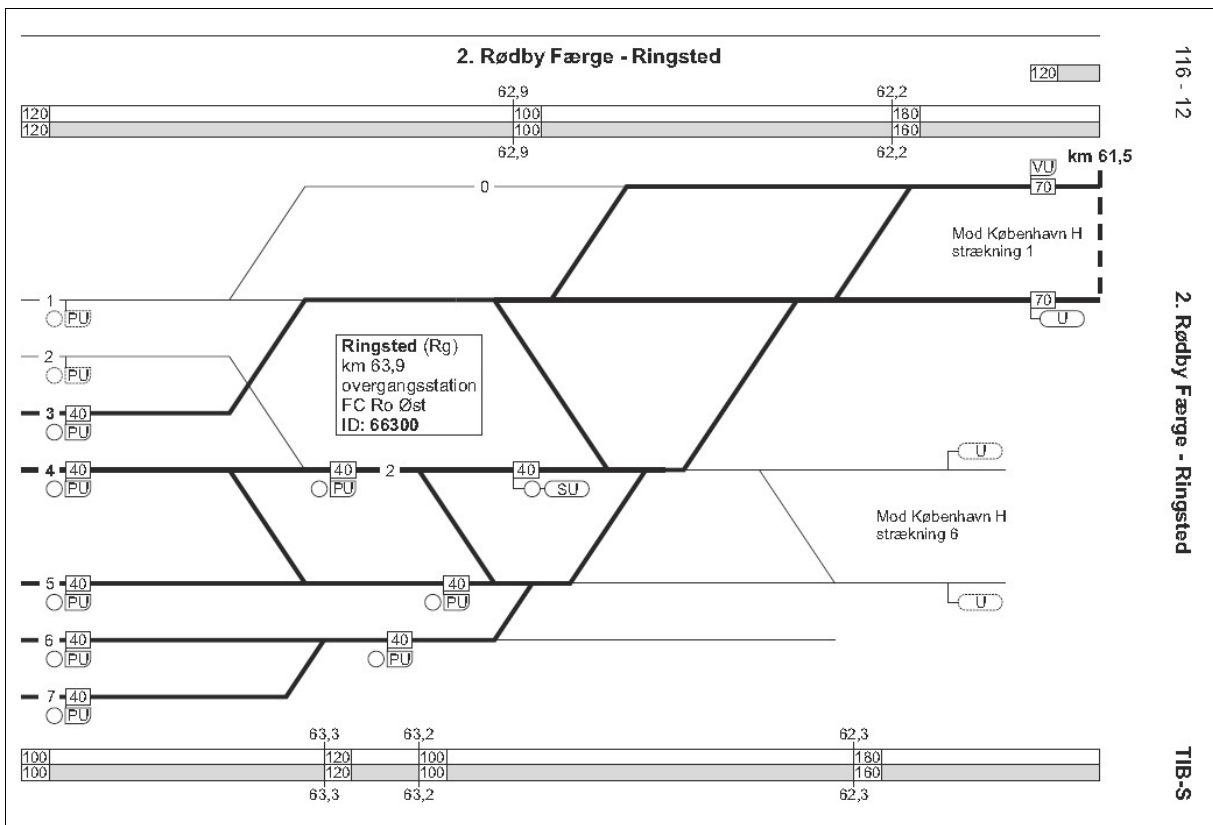 2. Rødby Færge - Ringsted
116 - 12
120
62,9 62,2
120 100 180
120 100 160
62,9 62,2
km 61,5
VU
0 70
Mod København H
strækning 1
1 70
PU U
2
PU
Ringsted (Rg)
km 63,9
overgangsstation
FC Ro Øst
ID: 66300
3 40
PU
2. Rødby Færge - Ringsted
U
4 40 40 2 40
PU PU SU
Mod København H
strækning 6
5 40 40
PU PU U
6 40 40
PU PU
7 40
PU
63,3 63,2 62,3
100 120 100 180
100 120 100 160
63,3 63,2 62,3
TIB-S